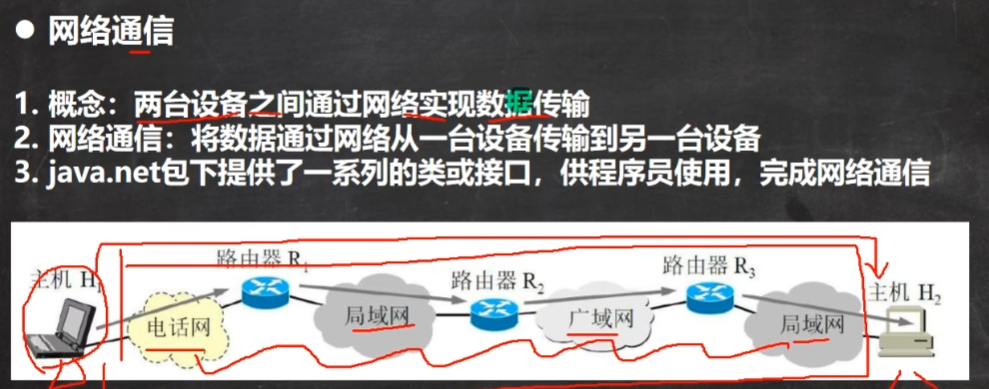 网络通信
1. 概念：两台设备之间通过网络实现数据传输
2. 网络通信：将数据通过网络从一台设备传输到另一台设备
3. java.net包下提供了一系列的类或接口，供程序员使用，完成网络通信
主机 H1
路由器 R1
路由器 R2
路由器 R3
主机 H2
电话网
局域网
广域网
局域网